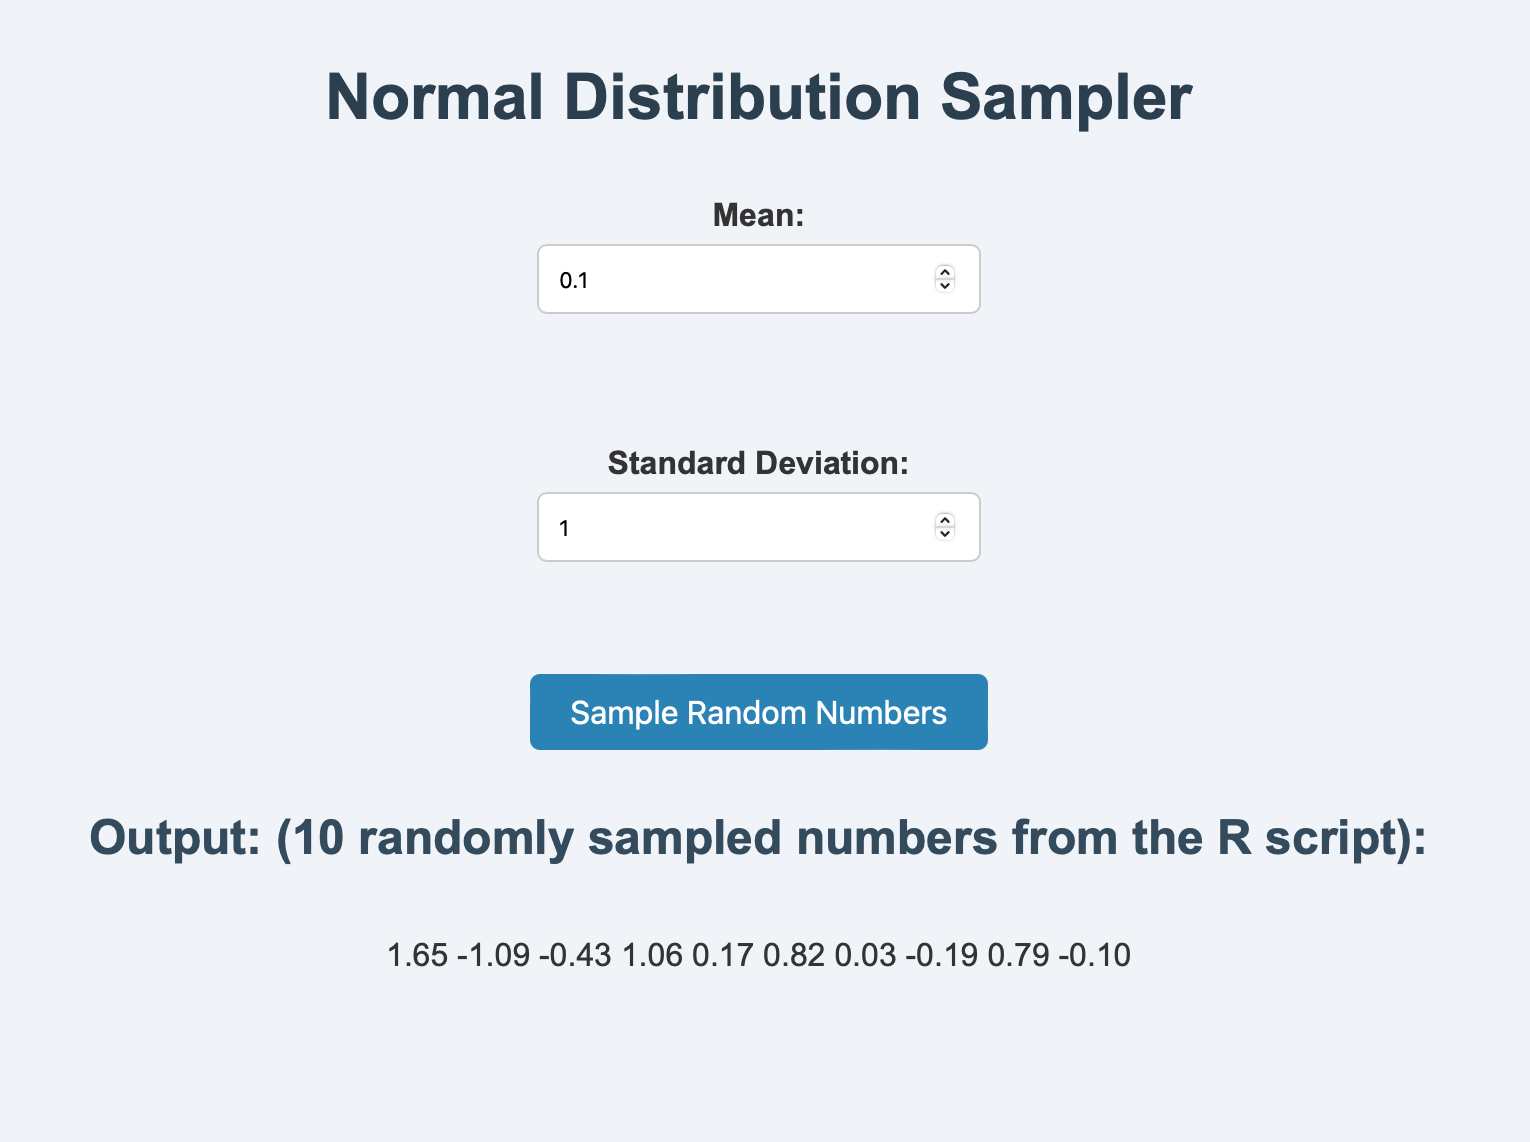 Normal Distribution Sampler
Mean:
0.1
Standard Deviation:
1
Sample Random Numbers
Output: (10 randomly sampled numbers from the R script):
1.65 -1.09 -0.43 1.06 0.17 0.82 0.03 -0.19 0.79 -0.10